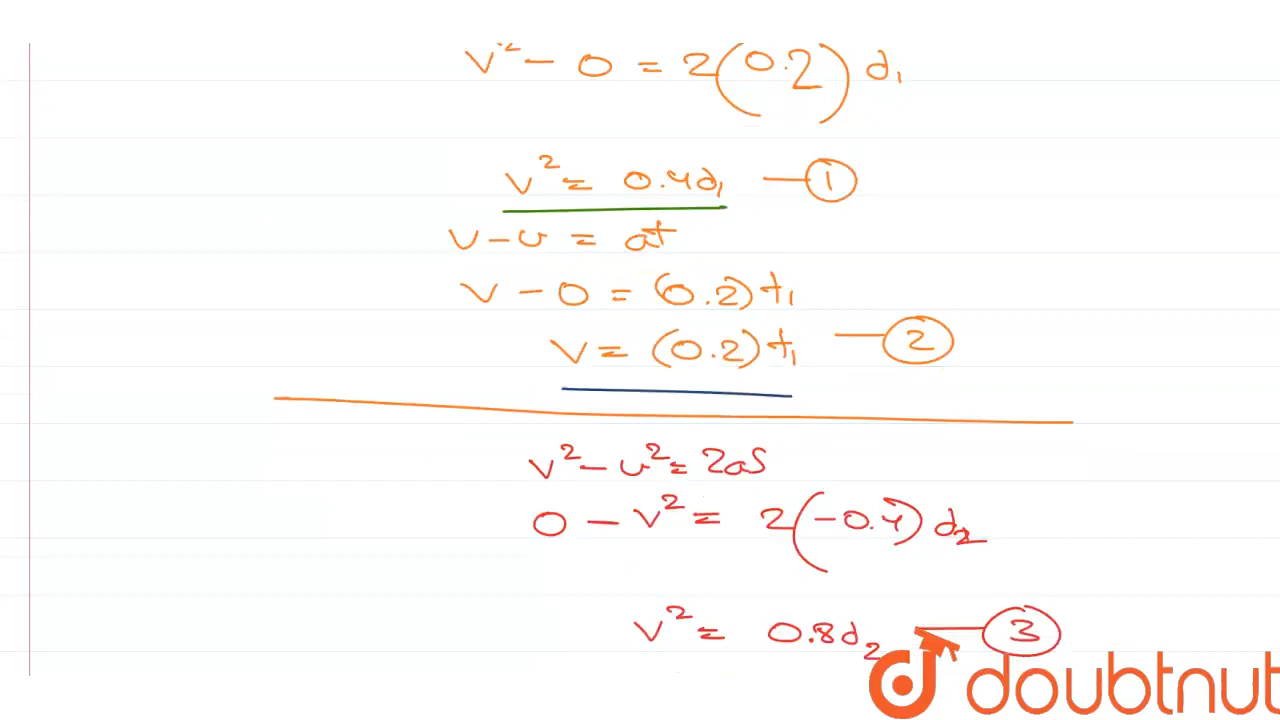 v² - 0 = 2(0.2) d₁
v² = 0.4d₁ — 1
v - u = at
v - 0 = (0.2) t₁
v = (0.2) t₁ — 2
v² - u² = 2aS
0 - v² = 2(-0.4) d₂
v² = 0.8d₂ — 3
doubtnut